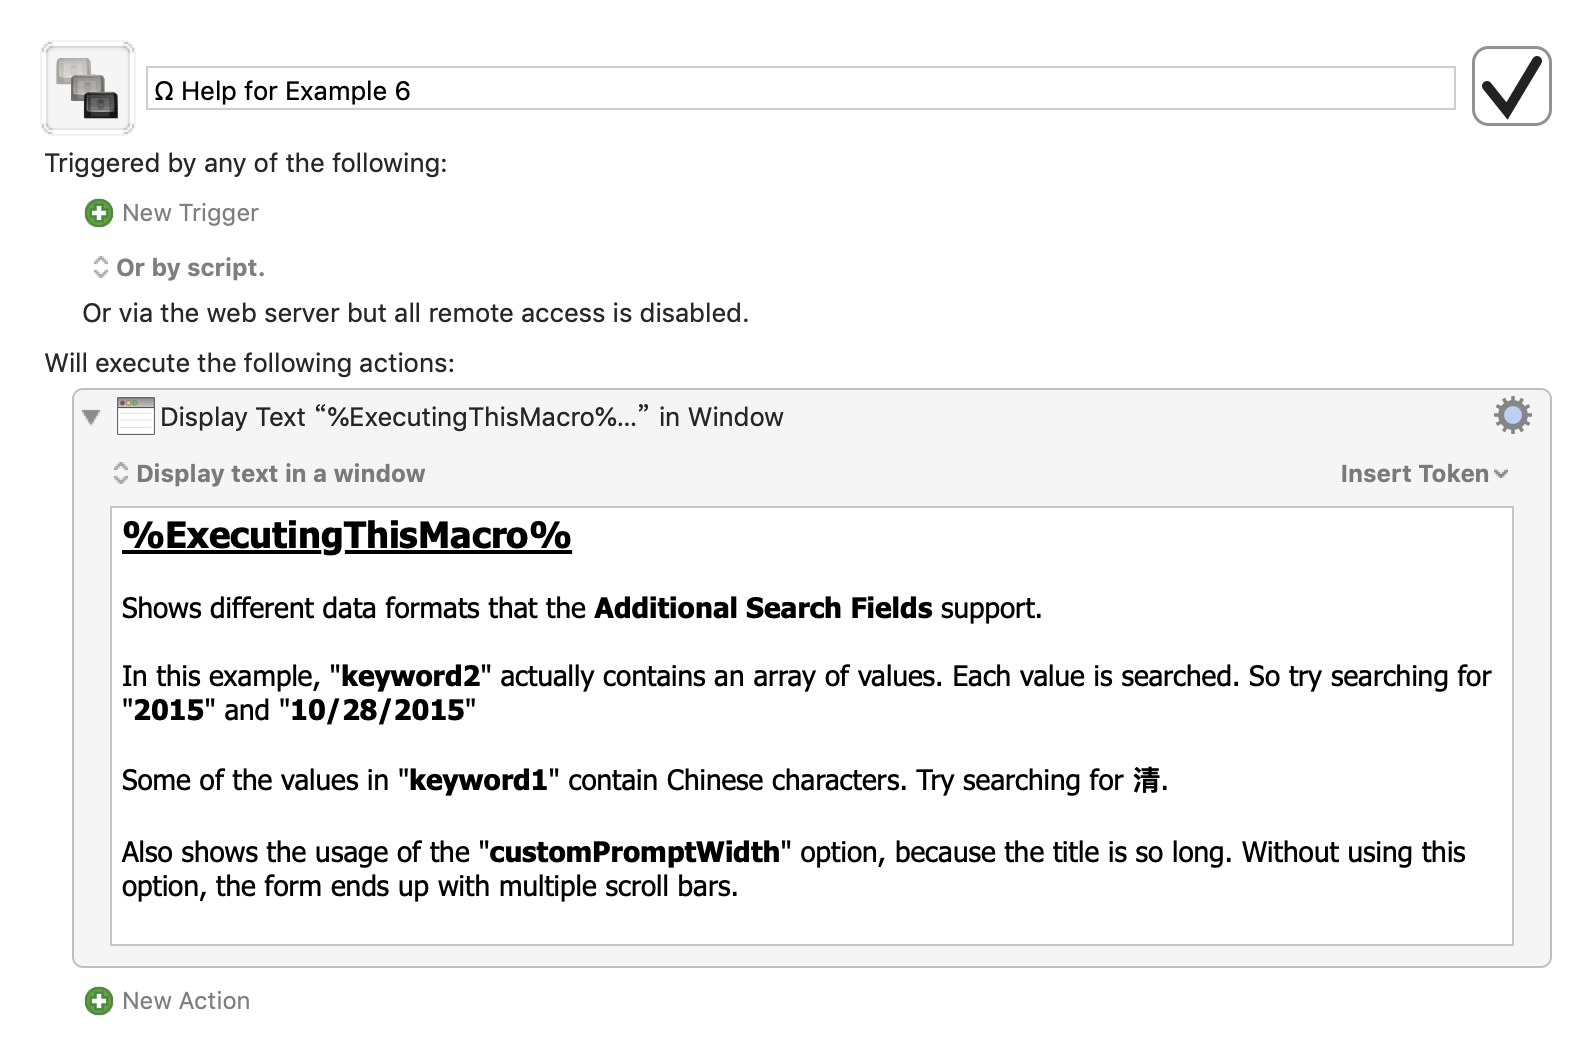 Ω Help for Example 6
Triggered by any of the following:
New Trigger
Or by script.
Or via the web server but all remote access is disabled.
Will execute the following actions:
Display Text “%ExecutingThisMacro%...” in Window
Display text in a window
Insert Token
%ExecutingThisMacro%
Shows different data formats that the Additional Search Fields support.
In this example, "keyword2" actually contains an array of values. Each value is searched. So try searching for
"2015" and "10/28/2015"
Some of the values in "keyword1" contain Chinese characters. Try searching for 清.
Also shows the usage of the "customPromptWidth" option, because the title is so long. Without using this
option, the form ends up with multiple scroll bars.
New Action